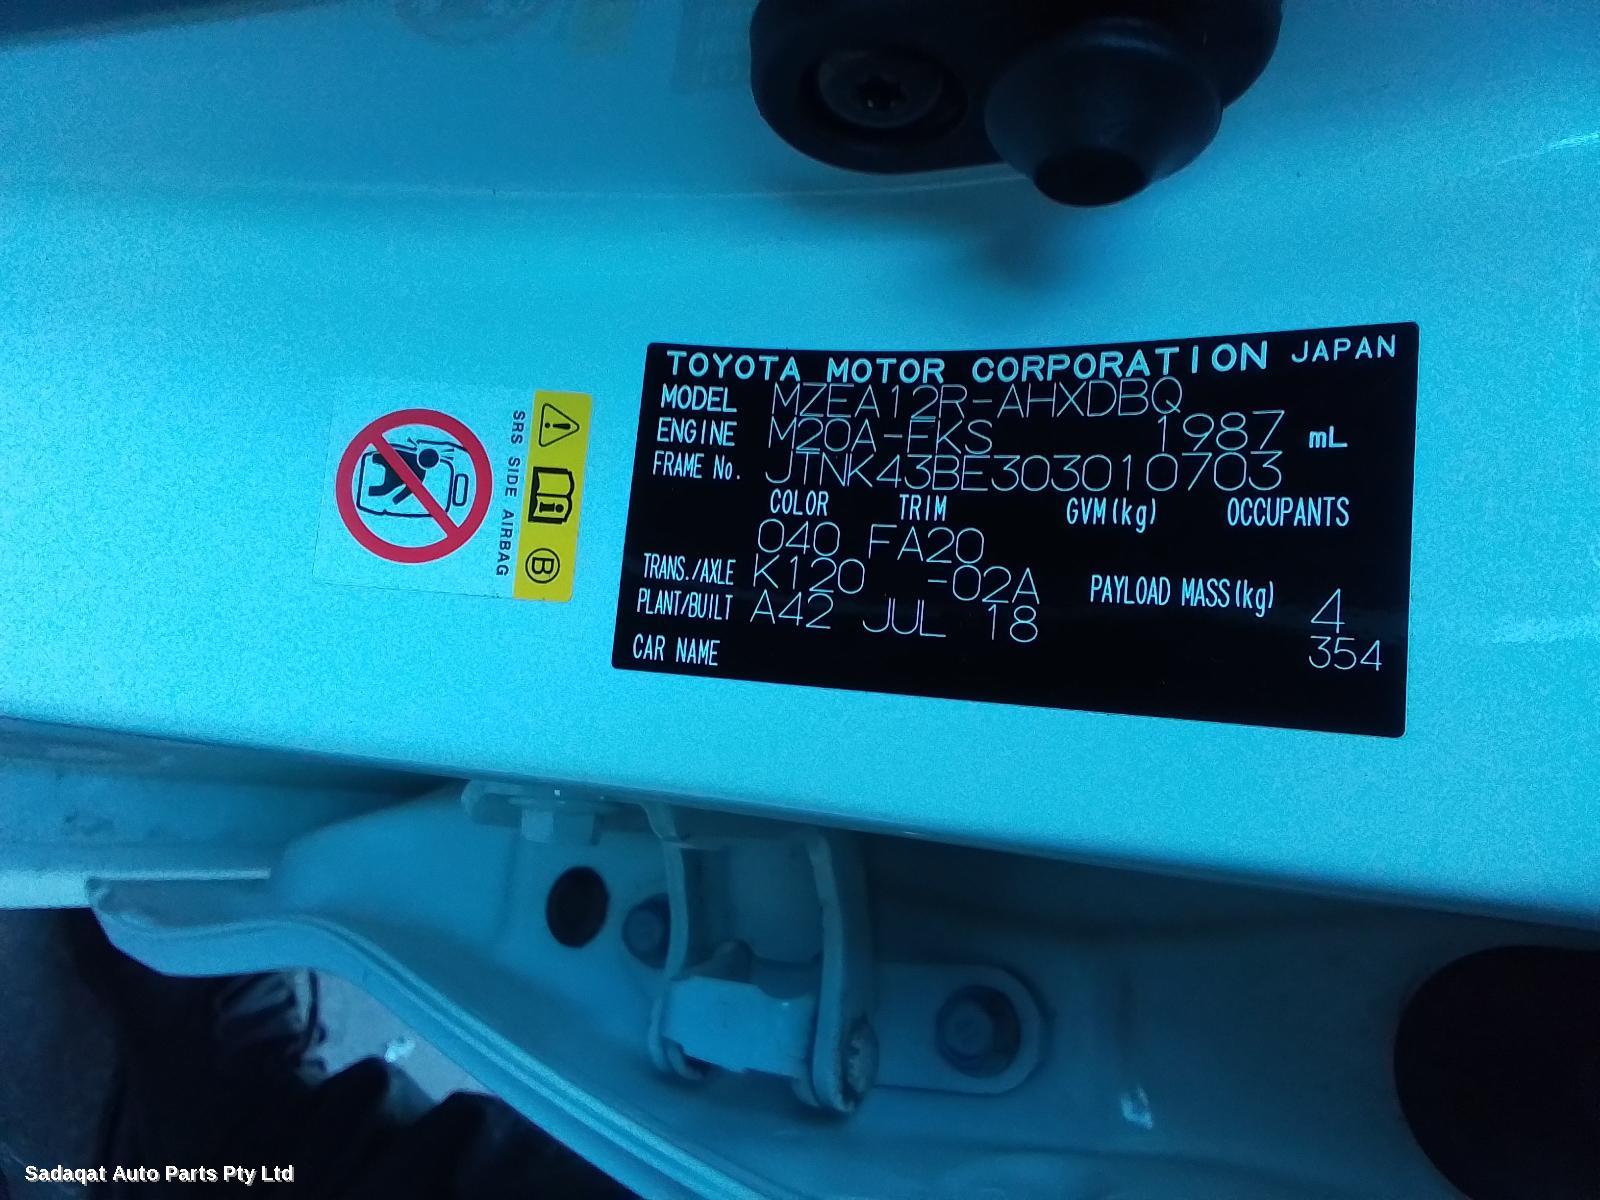 TOYOTA MOTOR CORPORATION JAPAN
MODEL MZEA12R-AHXDBQ
ENGINE M20A-FKS 1987 mL
FRAME No. JTNK43BE303010703
COLOR TRIM GVM(kg) OCCUPANTS
040 FA20
TRANS./AXLE K120 -02A PAYLOAD MASS(kg) 4
PLANT/BUILT A42 JUL 18 354
CAR NAME
SRS SIDE AIRBAG
B
Sadaqat Auto Parts Pty Ltd